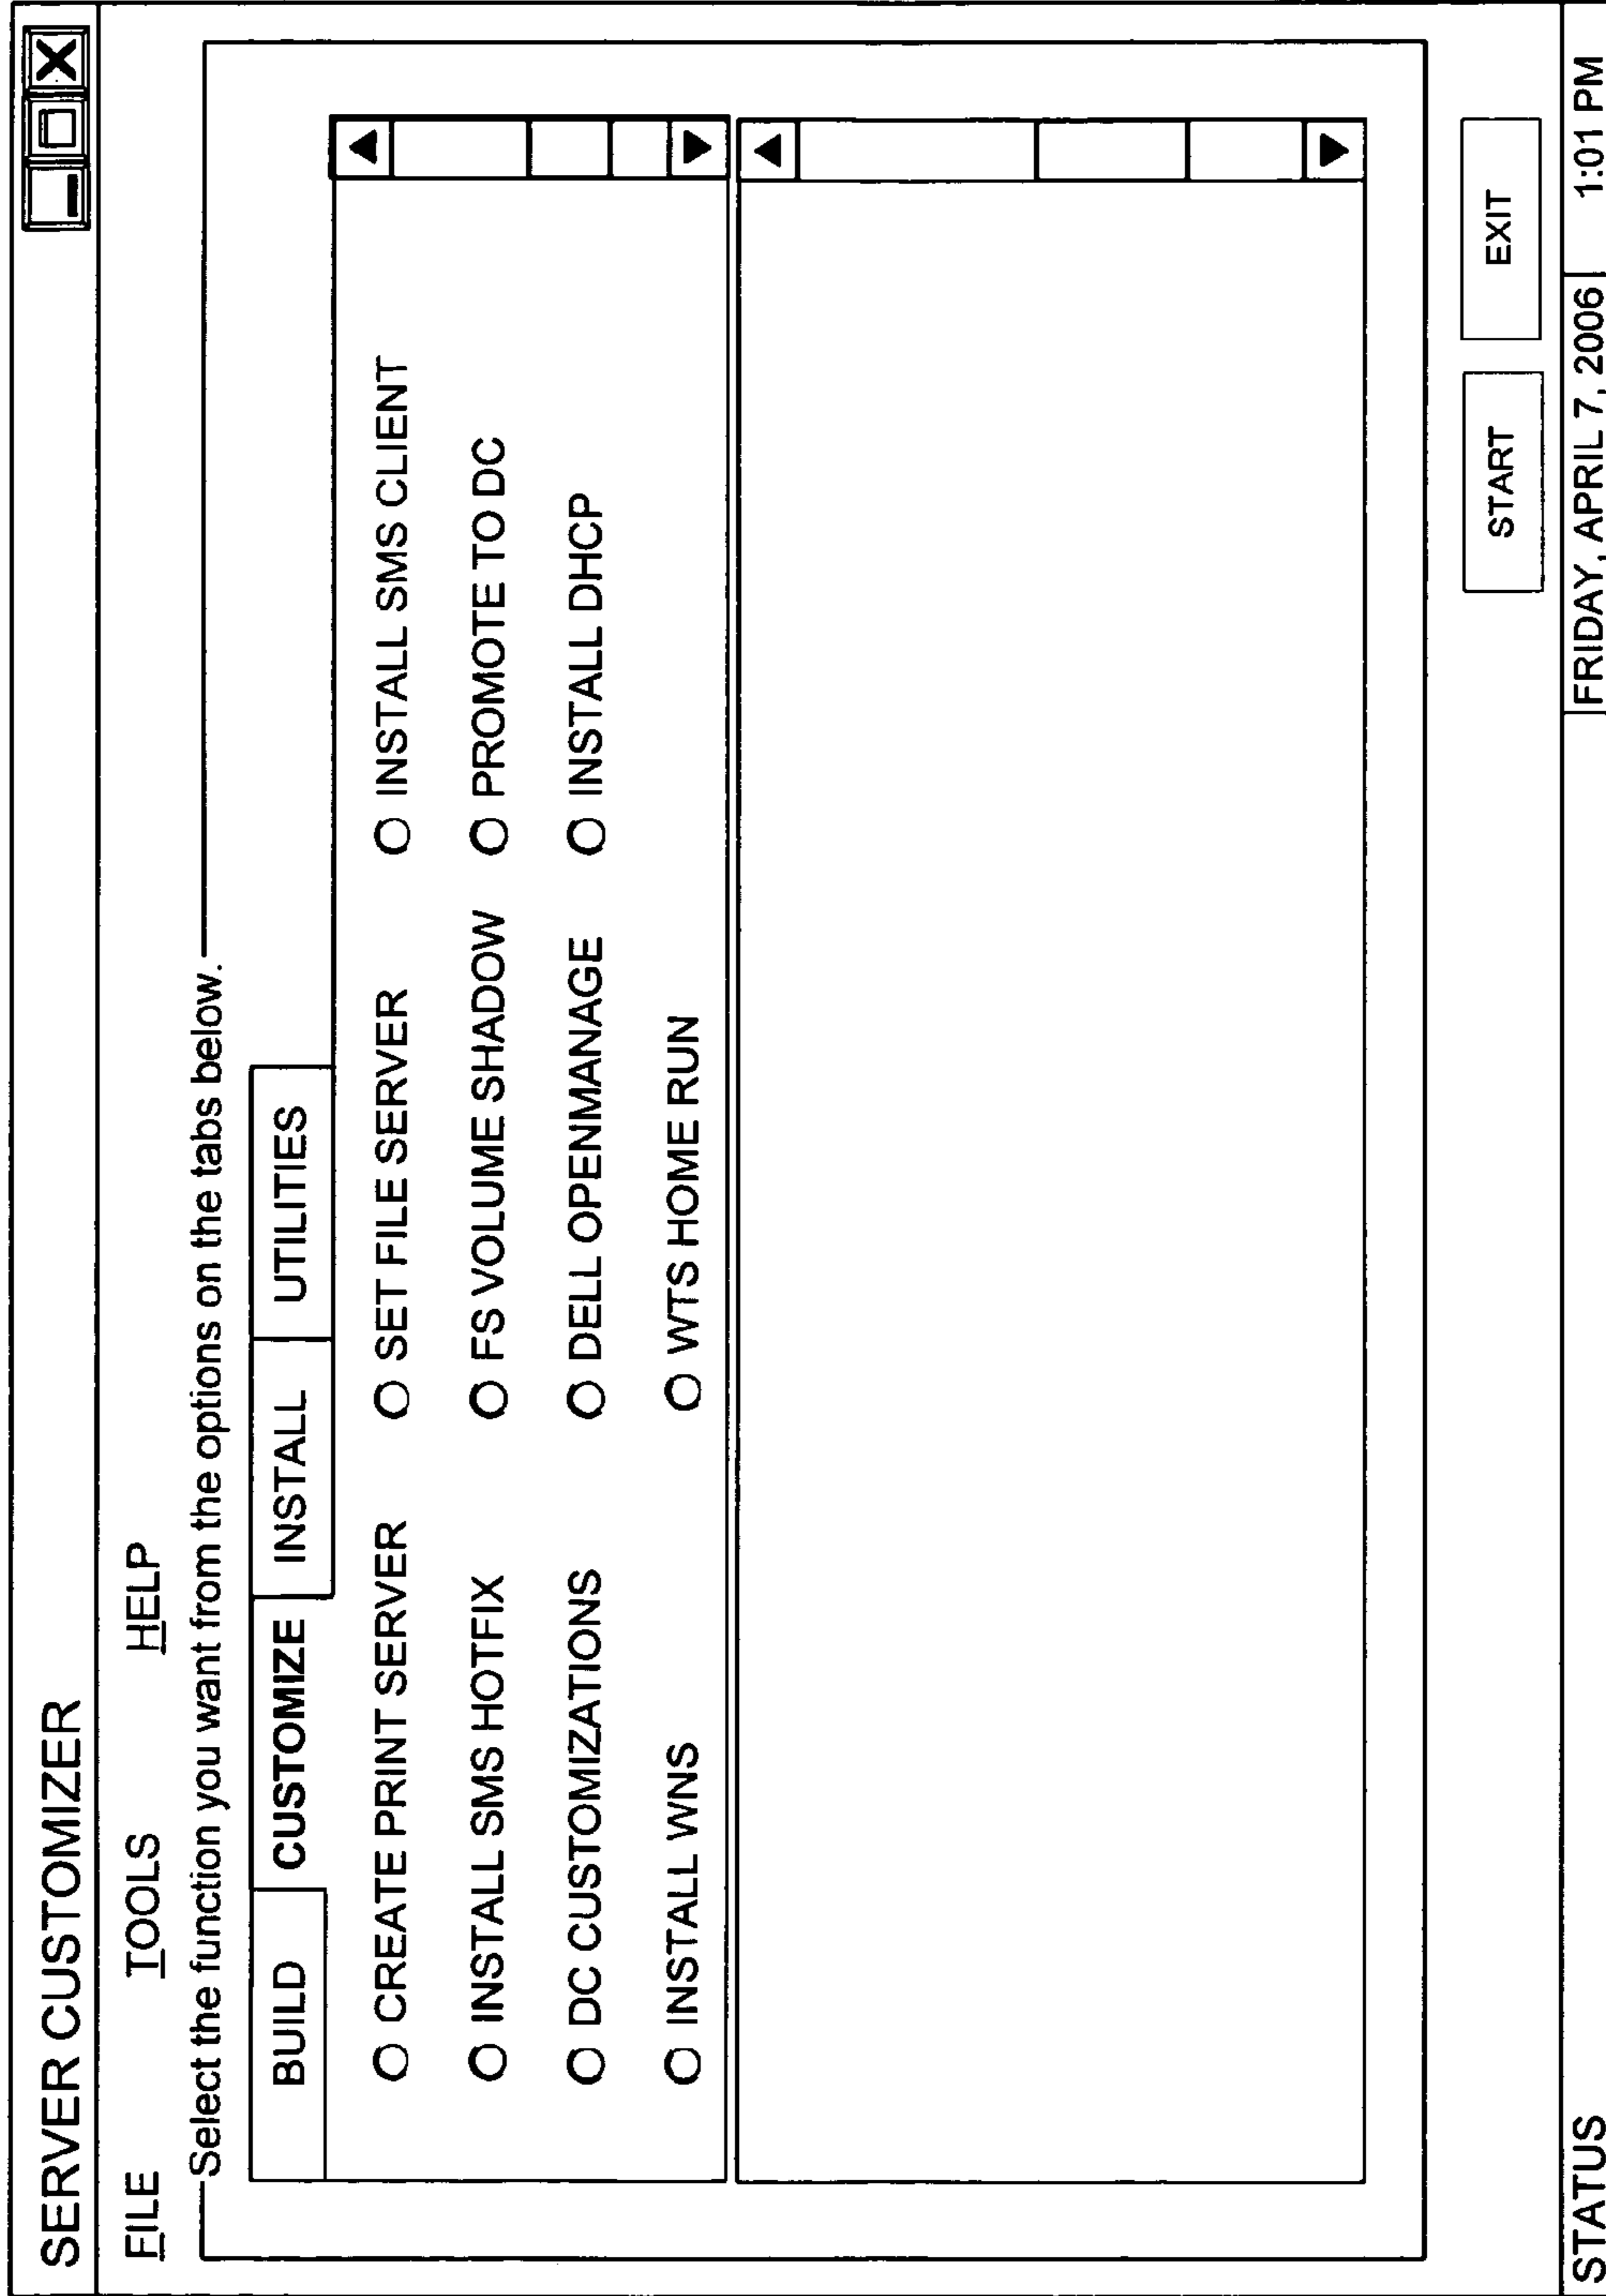 SERVER CUSTOMIZER
FILE TOOLS HELP
Select the function you want from the options on the tabs below.
BUILD CUSTOMIZE INSTALL UTILITIES
CREATE PRINT SERVER SET FILE SERVER INSTALL SMS CLIENT
INSTALL SMS HOTFIX FS VOLUME SHADOW PROMOTE TO DC
DC CUSTOMIZATIONS DELL OPENMANAGE INSTALL DHCP
INSTALL WNS WTS HOME RUN
START EXIT
STATUS FRIDAY, APRIL 7, 2006 1:01 PM